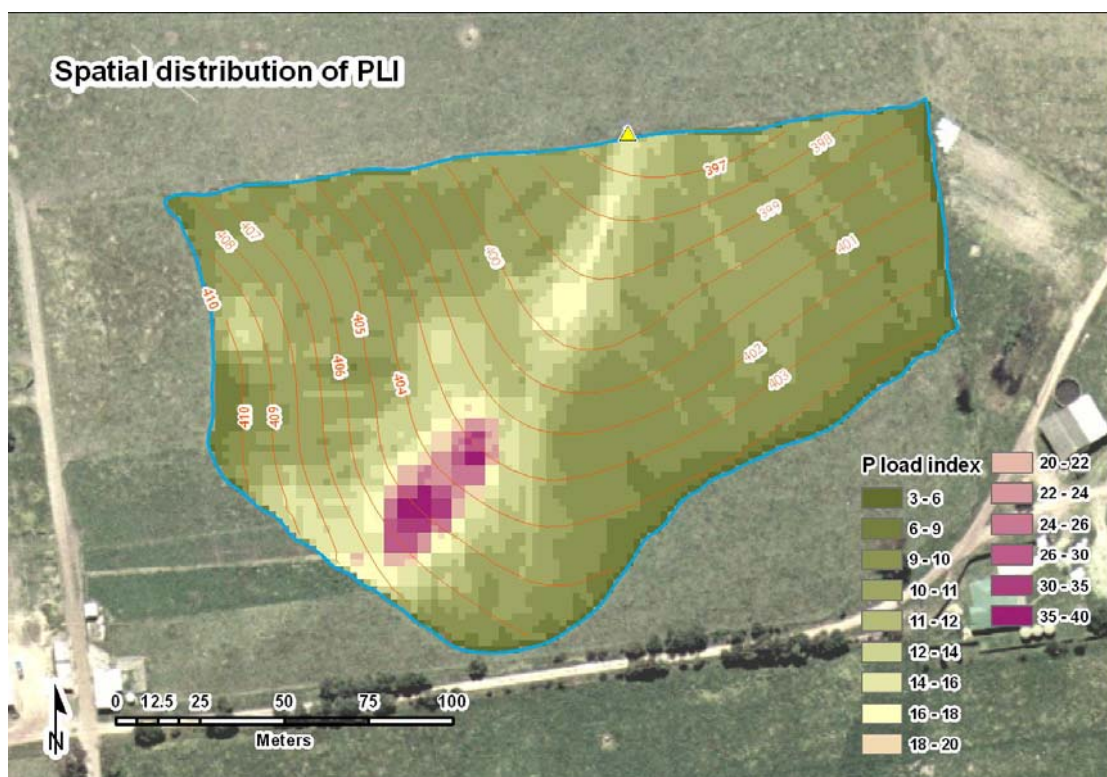 Spatial distribution of PLI
397
398
399
400
401
402
403
404
405
406
407
408
410
410
409
P load index
3 - 6
6 - 9
9 - 10
10 - 11
11 - 12
12 - 14
14 - 16
16 - 18
18 - 20
20 - 22
22 - 24
24 - 26
26 - 30
30 - 35
35 - 40
0 12.5 25 50 75 100
Meters
N